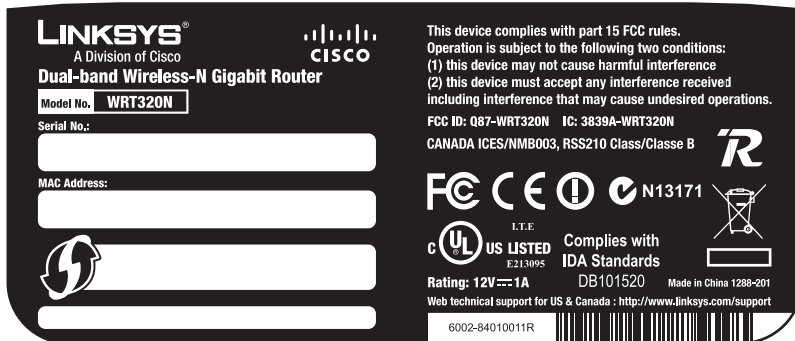 LINKSYS®
A Division of Cisco
CISCO
Dual-band Wireless-N Gigabit Router
Model No. WRT320N
Serial No.:
MAC Address:
This device complies with part 15 FCC rules.
Operation is subject to the following two conditions:
(1) this device may not cause harmful interference
(2) this device must accept any interference received
including interference that may cause undesired operations.
FCC ID: Q87-WRT320N IC: 3839A-WRT320N
CANADA ICES/NMB003, RSS210 Class/Classe B
R
FC CE N13171
C UL® US LISTED
I.T.E
E213095
Complies with
IDA Standards
DB101520
Rating: 12V⎓1A
Made in China 1288-201
Web technical support for US & Canada : http://www.linksys.com/support
6002-84010011R